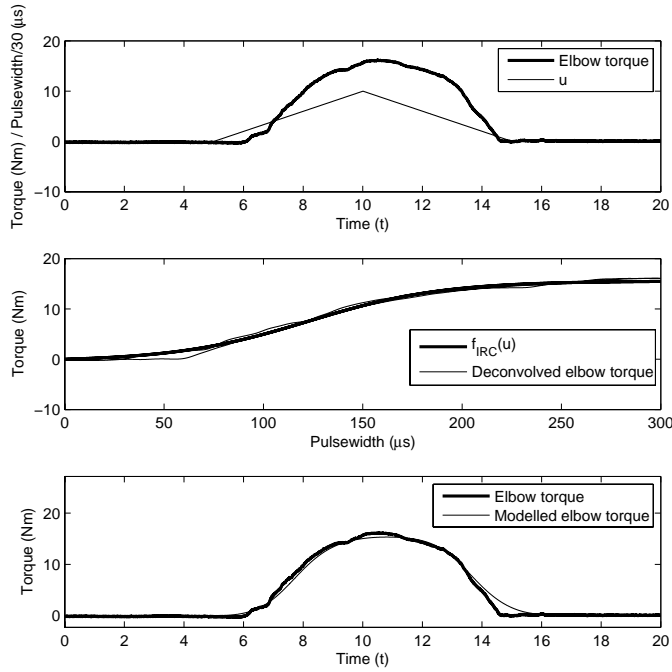 Torque (Nm) / Pulsewidth/30 (μs)
20
10
0
−10
Elbow torque
u
0 2 4 6 8 10 12 14 16 18 20
Time (t)
Torque (Nm)
20
10
0
−10
f_IRC(u)
Deconvolved elbow torque
0 50 100 150 200 250 300
Pulsewidth (μs)
Torque (Nm)
20
10
0
Elbow torque
Modelled elbow torque
0 2 4 6 8 10 12 14 16 18 20
Time (t)